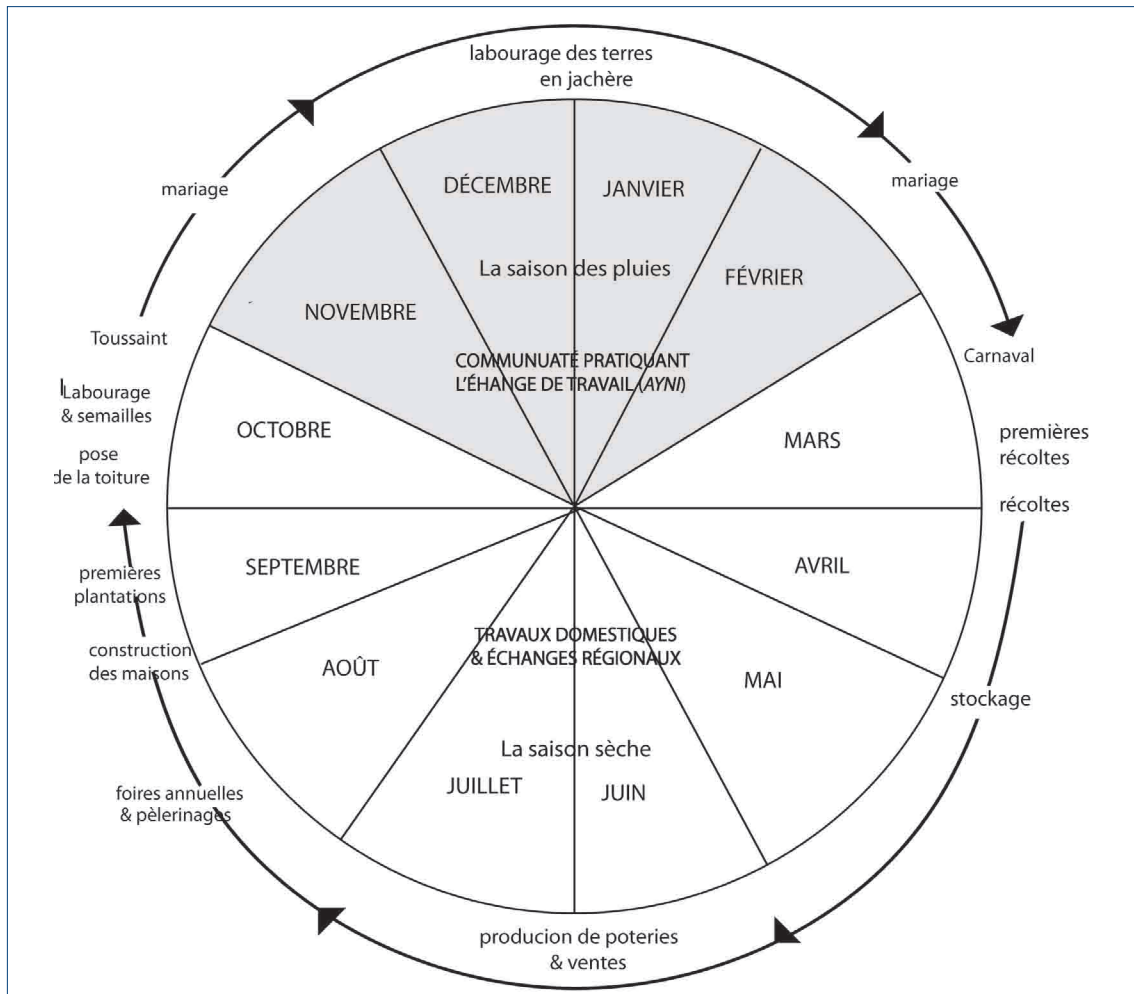 labourage des terres
en jachère
mariage
mariage
DÉCEMBRE
JANVIER
La saison des pluies
NOVEMBRE
FÉVRIER
Toussaint
Carnaval
COMMUNUATÉ PRATIQUANT
L'ÉHANGE DE TRAVAIL (AYNI)
Labourage
& semailles
OCTOBRE
MARS
premières
récoltes
pose
de la toiture
récoltes
SEPTEMBRE
AVRIL
premières
plantations
TRAVAUX DOMESTIQUES
& ÉCHANGES RÉGIONAUX
construction
des maisons
AOÛT
MAI
stockage
La saison sèche
JUILLET
JUIN
foires annuelles
& pèlerinages
producion de poteries
& ventes